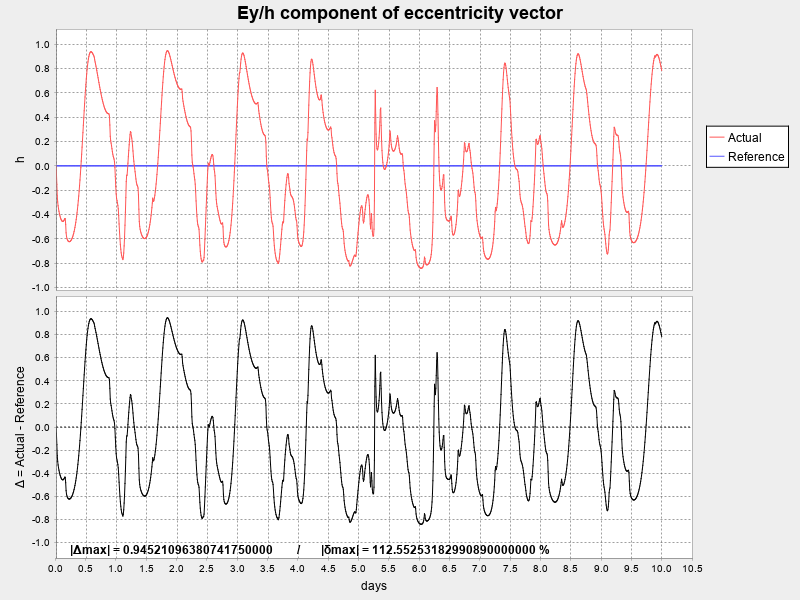 Ey/h component of eccentricity vector
1.0
0.8
0.6
0.4
0.2
0.0
-0.2
-0.4
-0.6
-0.8
-1.0
h
Actual
Reference
1.0
0.8
0.6
0.4
0.2
0.0
-0.2
-0.4
-0.6
-0.8
-1.0
Δ = Actual - Reference
|Δmax| = 0.94521096380741750000 / |δmax| = 112.55253182990890000000 %
0.0 0.5 1.0 1.5 2.0 2.5 3.0 3.5 4.0 4.5 5.0 5.5 6.0 6.5 7.0 7.5 8.0 8.5 9.0 9.5 10.0 10.5
days